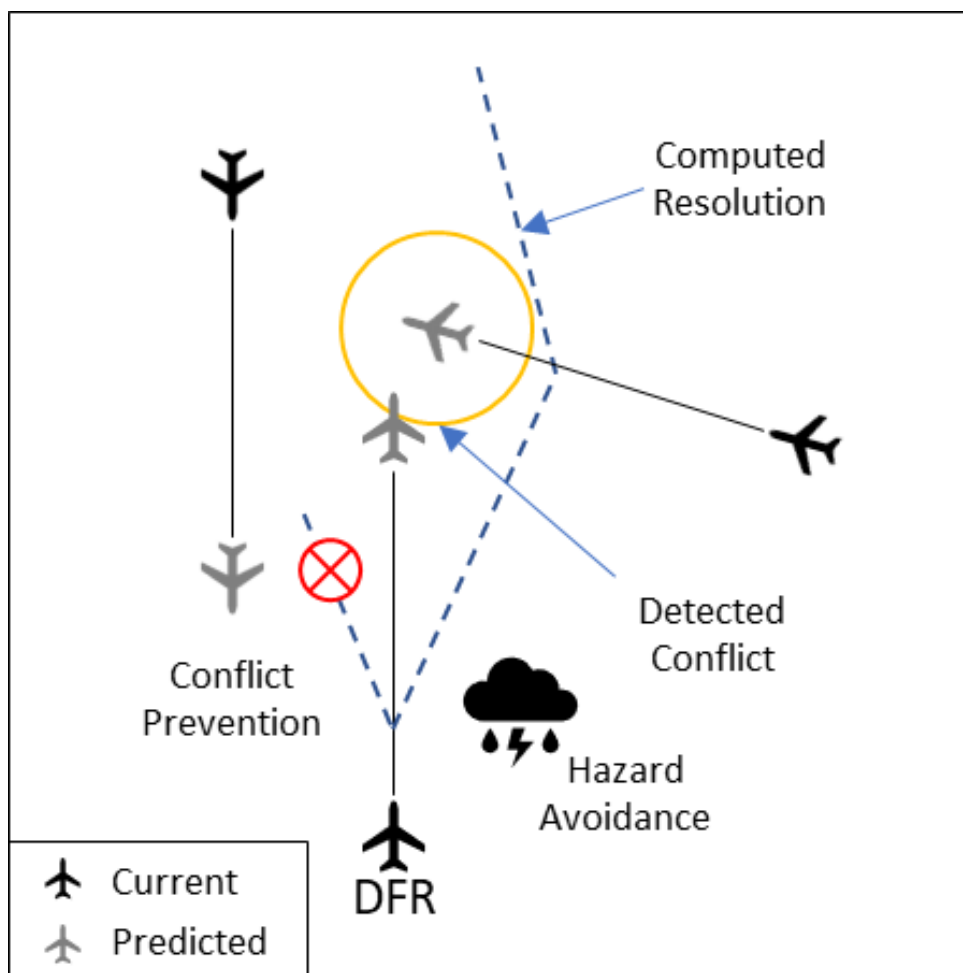 Computed
Resolution
Detected
Conflict
Conflict
Prevention
Hazard
Avoidance
DFR
Current
Predicted